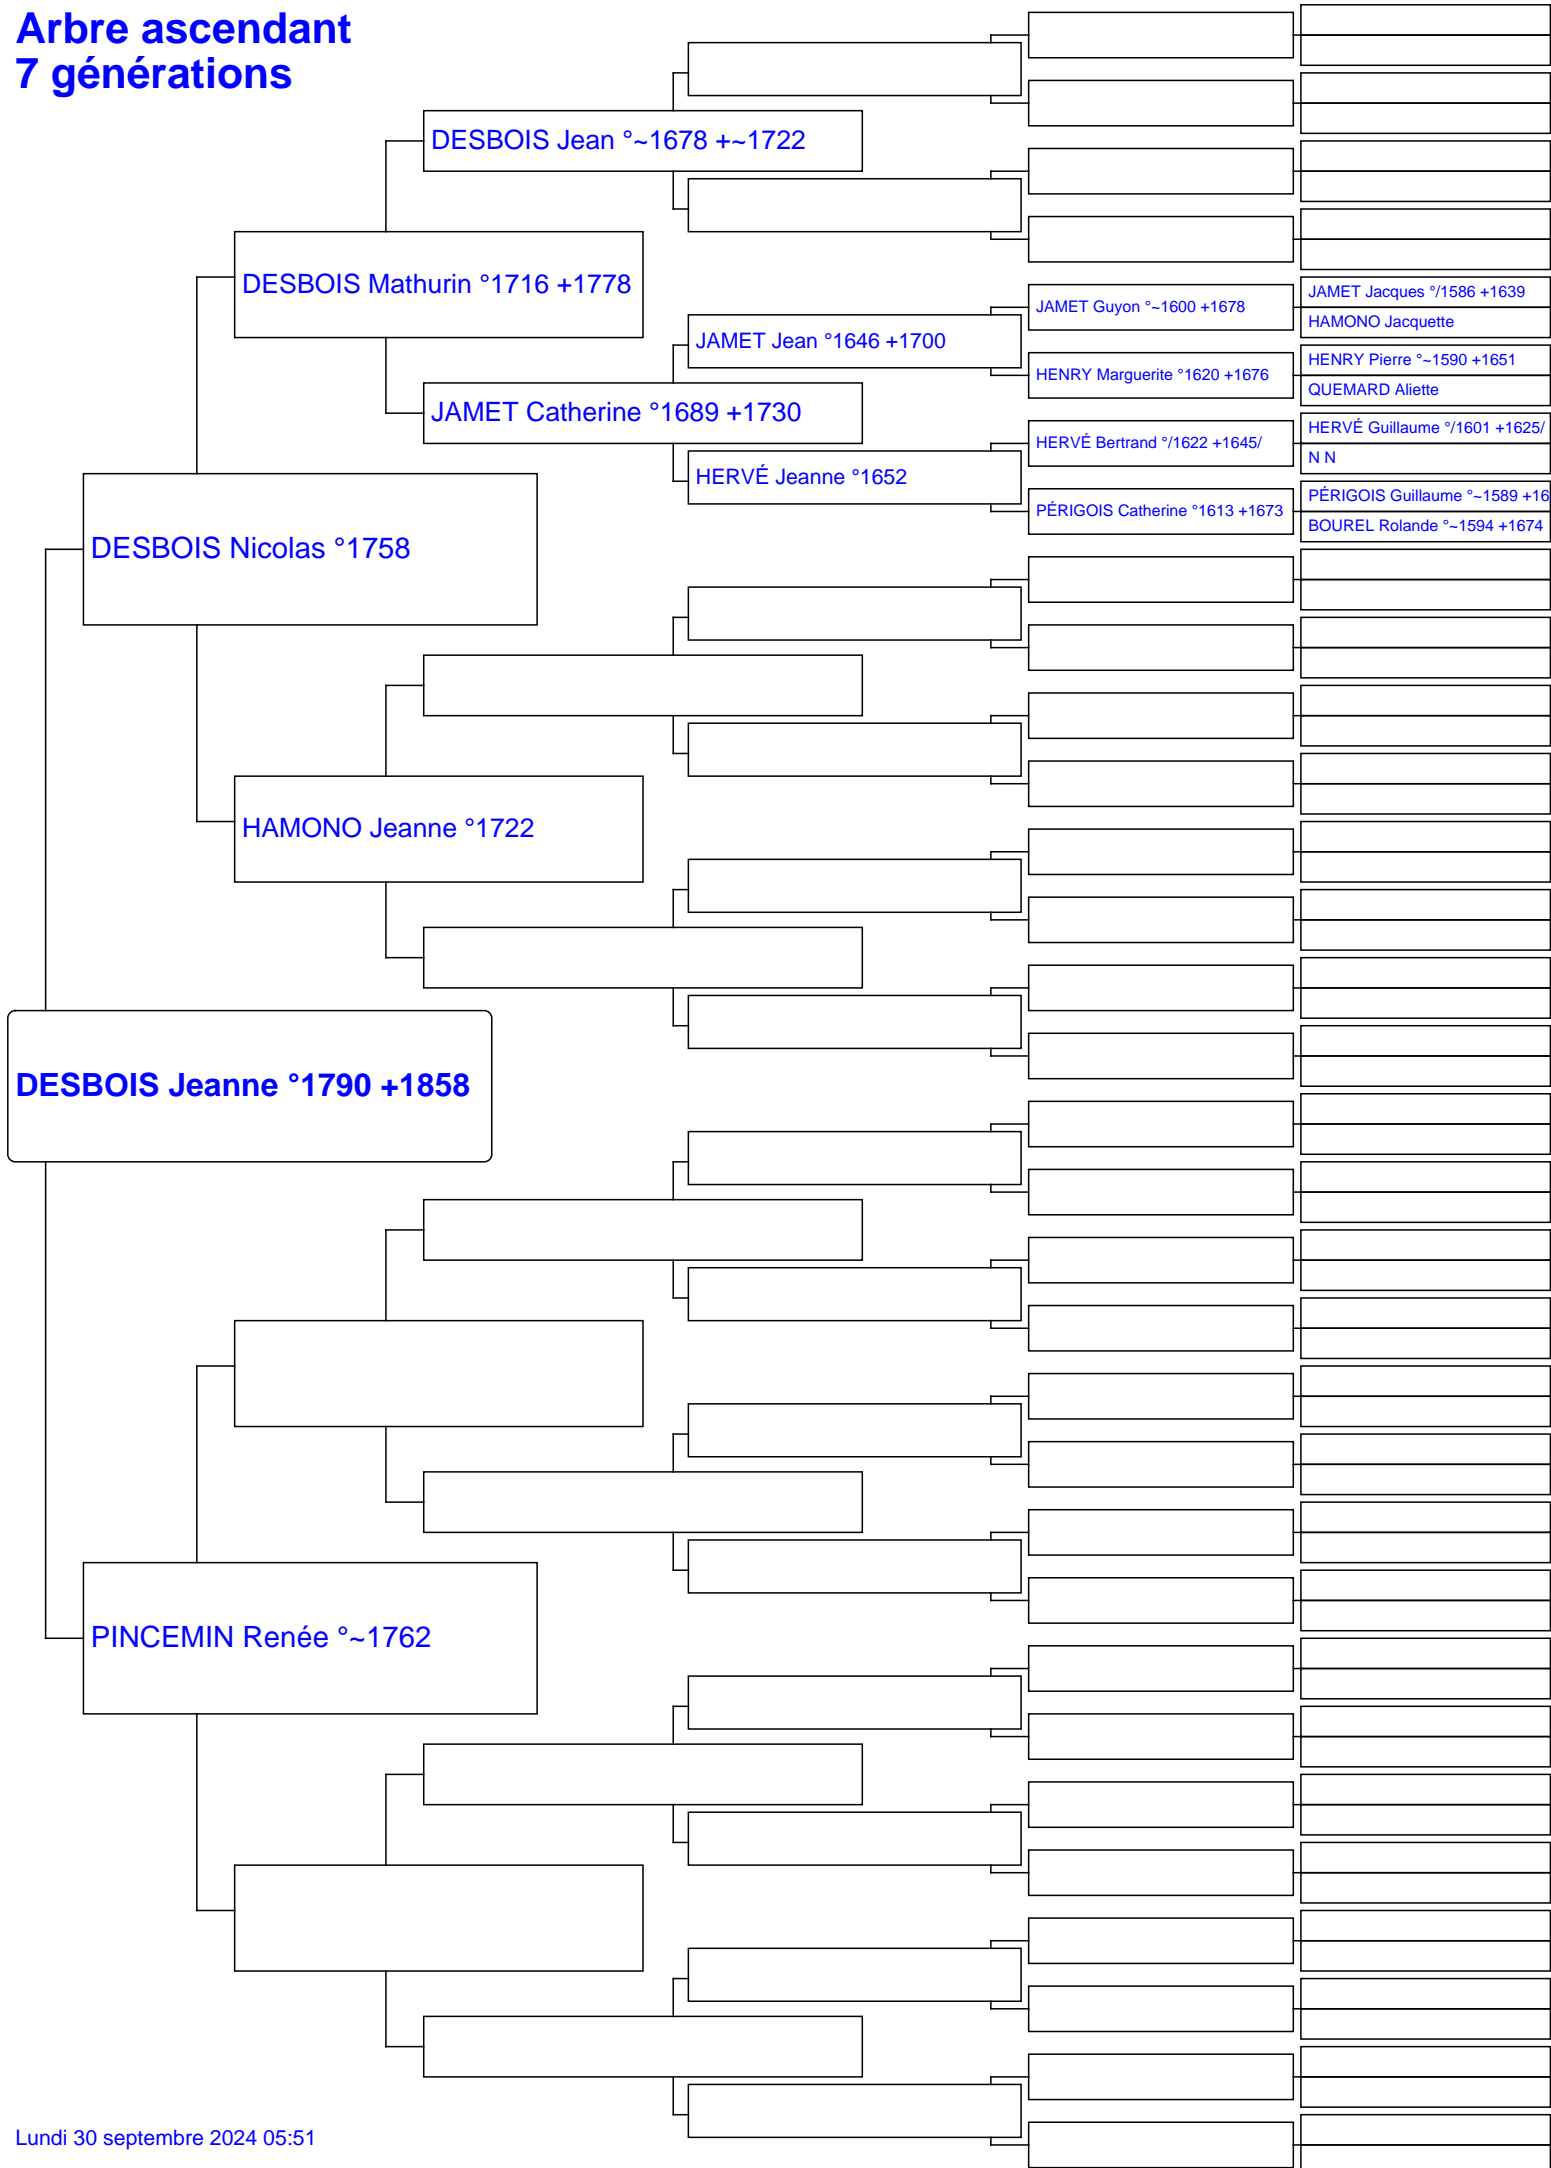 Arbre ascendant
7 générations
DESBOIS Jean °~1678 +~1722
DESBOIS Mathurin °1716 +1778
JAMET Jacques °/1586 +1639
JAMET Guyon °~1600 +1678
HAMONO Jacquette
JAMET Jean °1646 +1700
HENRY Pierre °~1590 +1651
HENRY Marguerite °1620 +1676
QUEMARD Aliette
JAMET Catherine °1689 +1730
HERVÉ Guillaume °/1601 +1625/
HERVÉ Bertrand °/1622 +1645/
N N
HERVÉ Jeanne °1652
PÉRIGOIS Guillaume °~1589 +16
PÉRIGOIS Catherine °1613 +1673
BOUREL Rolande °~1594 +1674
DESBOIS Nicolas °1758
HAMONO Jeanne °1722
DESBOIS Jeanne °1790 +1858
PINCEMIN Renée °~1762
Lundi 30 septembre 2024 05:51